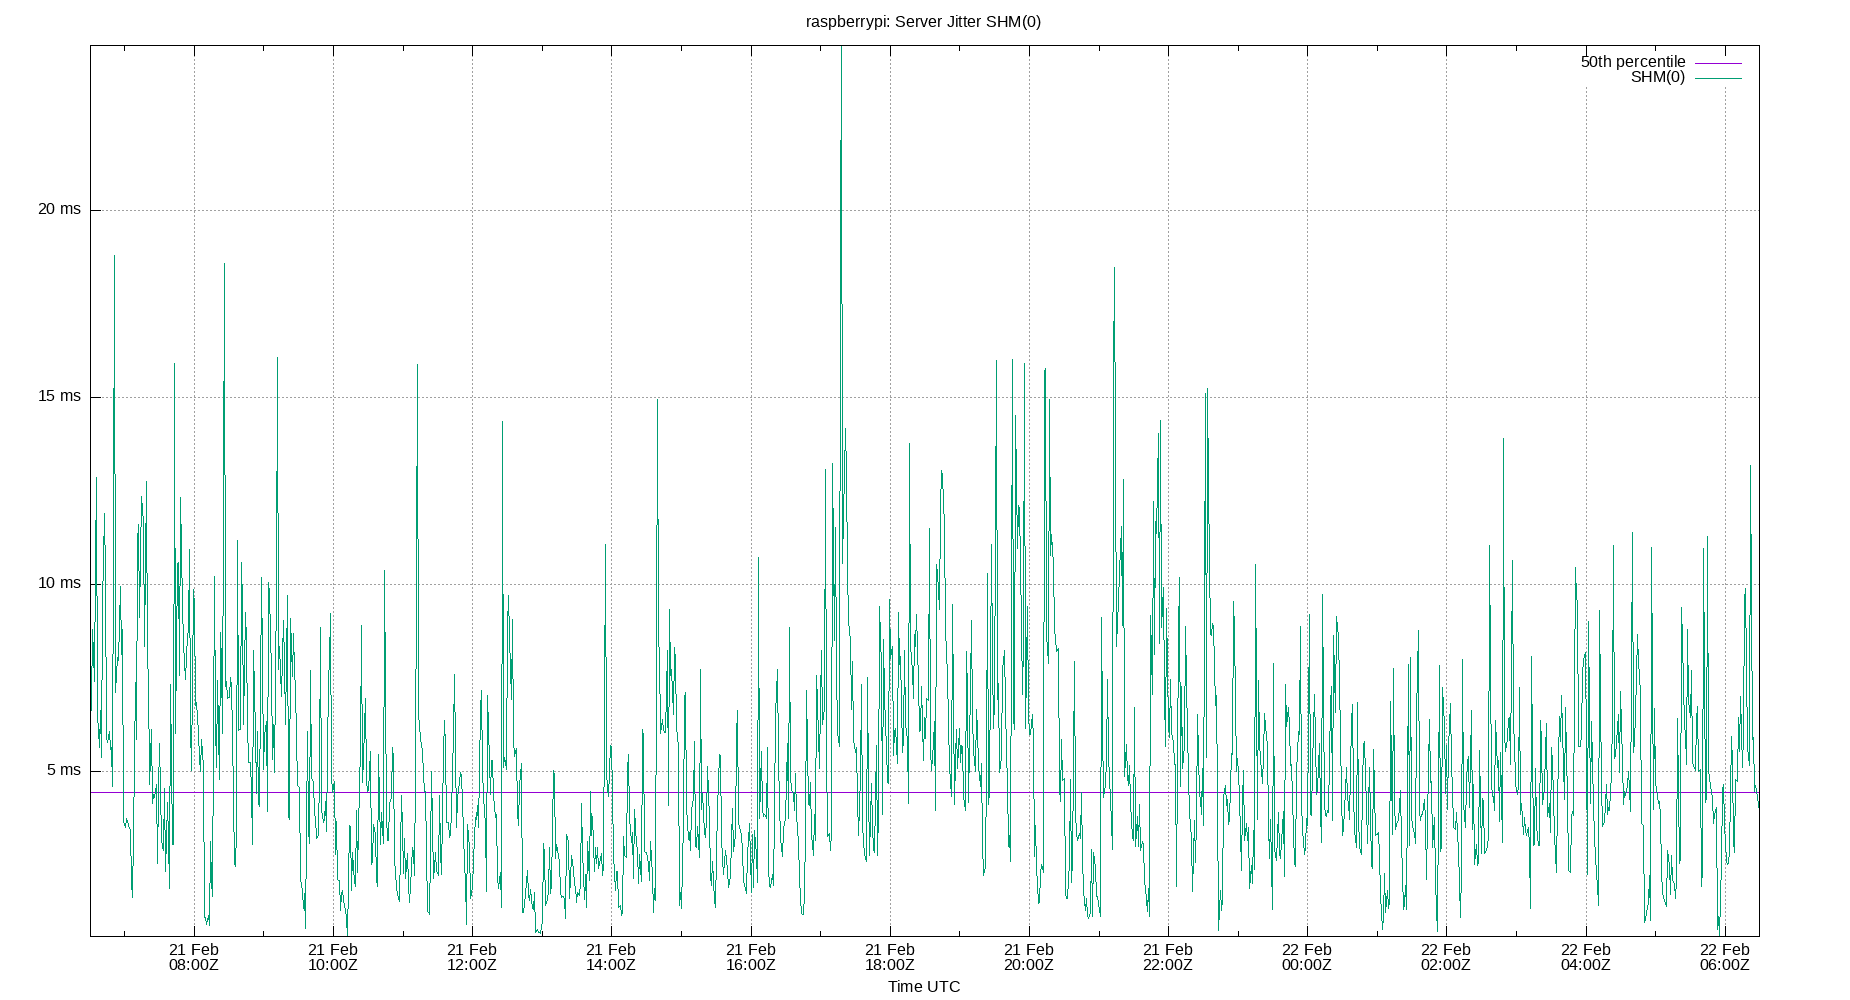 raspberrypi: Server Jitter SHM(0)
50th percentile
SHM(0)
20 ms
15 ms
10 ms
5 ms
21 Feb 21 Feb 21 Feb 21 Feb 21 Feb 21 Feb 21 Feb 21 Feb 22 Feb 22 Feb 22 Feb 22 Feb
08:00Z 10:00Z 12:00Z 14:00Z 16:00Z 18:00Z 20:00Z 22:00Z 00:00Z 02:00Z 04:00Z 06:00Z
Time UTC